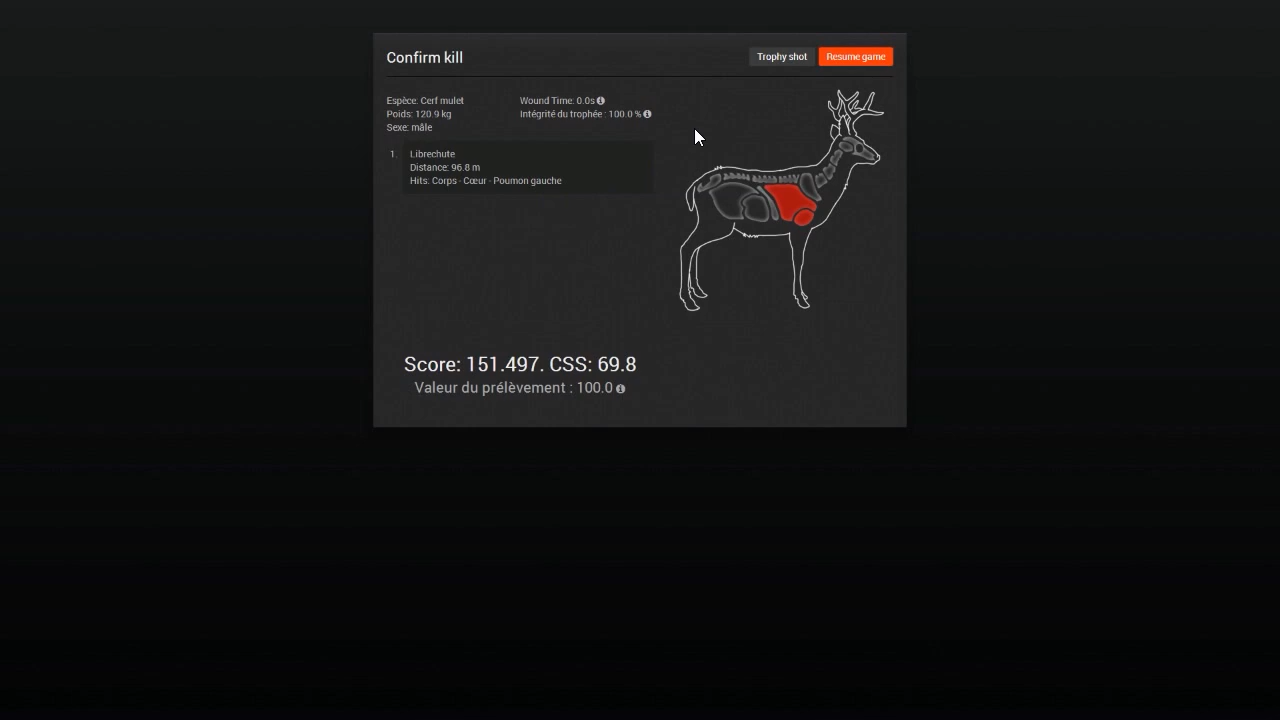 Confirm kill
Trophy shot
Resume game
Espèce: Cerf mulet
Poids: 120.9 kg
Sexe: mâle
Wound Time: 0.0s
Intégrité du trophée : 100.0 %
1. Librechute
Distance: 96.8 m
Hits: Corps - Cœur - Poumon gauche
Score: 151.497. CSS: 69.8
Valeur du prélèvement : 100.0